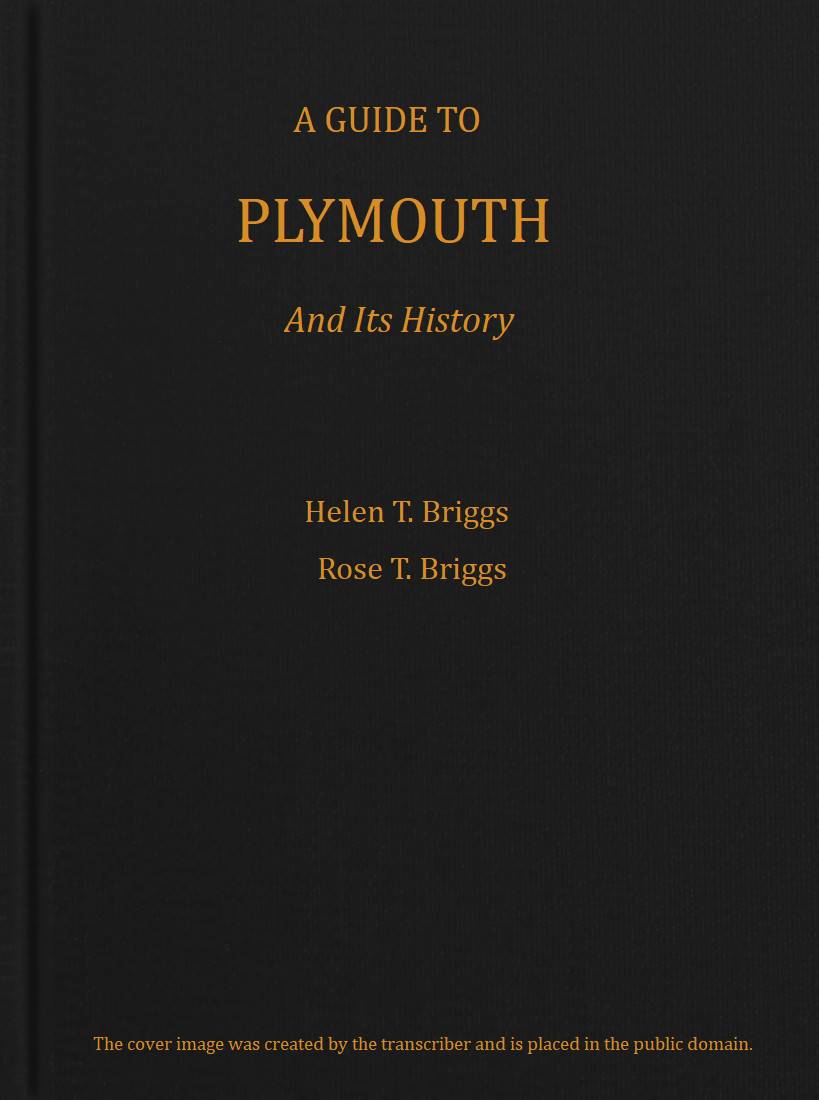 A GUIDE TO
PLYMOUTH
And Its History
Helen T. Briggs
Rose T. Briggs
The cover image was created by the transcriber and is placed in the public domain.